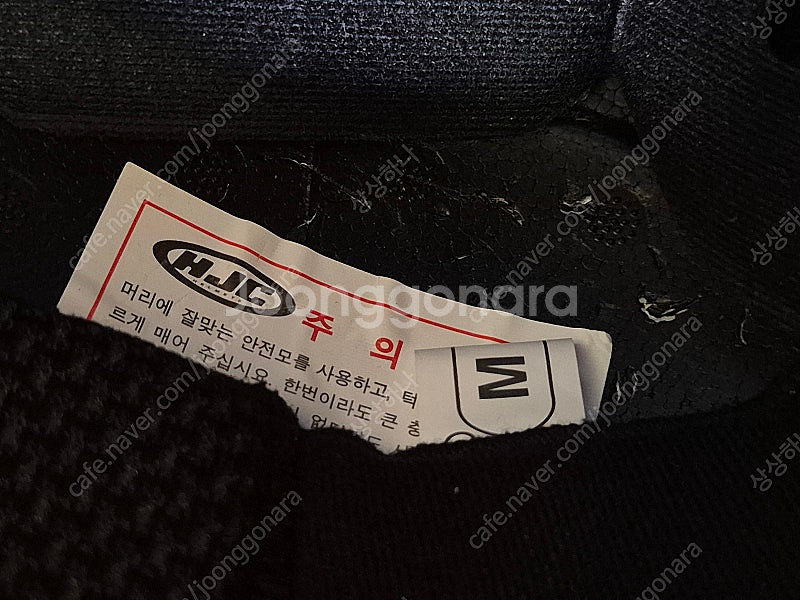 HJC
HELMETS
주 의
머리에 잘맞는 안전모를 사용하고, 턱
르게 매어 주십시오. 한번이라도 큰 충
M
joonggonara
cafe.naver.com/joonggonara
상상하니